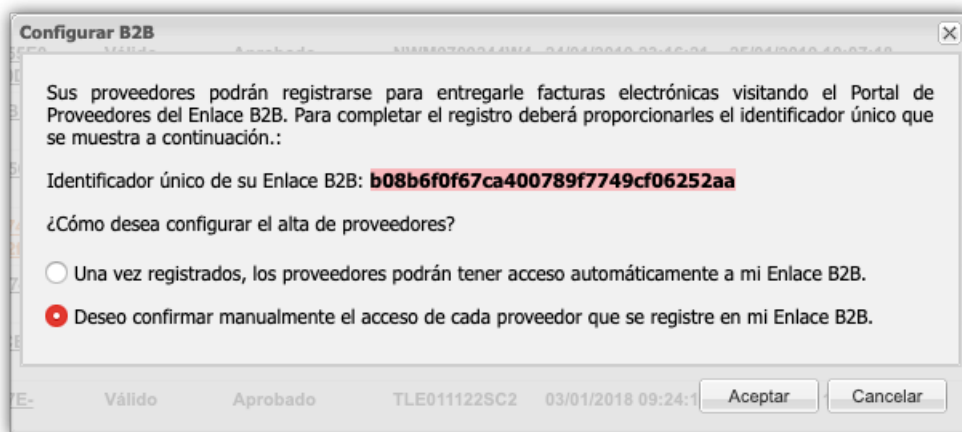 Configurar B2B
Sus proveedores podrán registrarse para entregarle facturas electrónicas visitando el Portal de
Proveedores del Enlace B2B. Para completar el registro deberá proporcionarles el identificador único que
se muestra a continuación.:
Identificador único de su Enlace B2B: b08b6f0f67ca400789f7749cf06252aa
¿Cómo desea configurar el alta de proveedores?
Una vez registrados, los proveedores podrán tener acceso automáticamente a mi Enlace B2B.
Deseo confirmar manualmente el acceso de cada proveedor que se registre en mi Enlace B2B.
Válido Aprobado TLE011122SC2 03/01/2018 09:24:1
Aceptar Cancelar